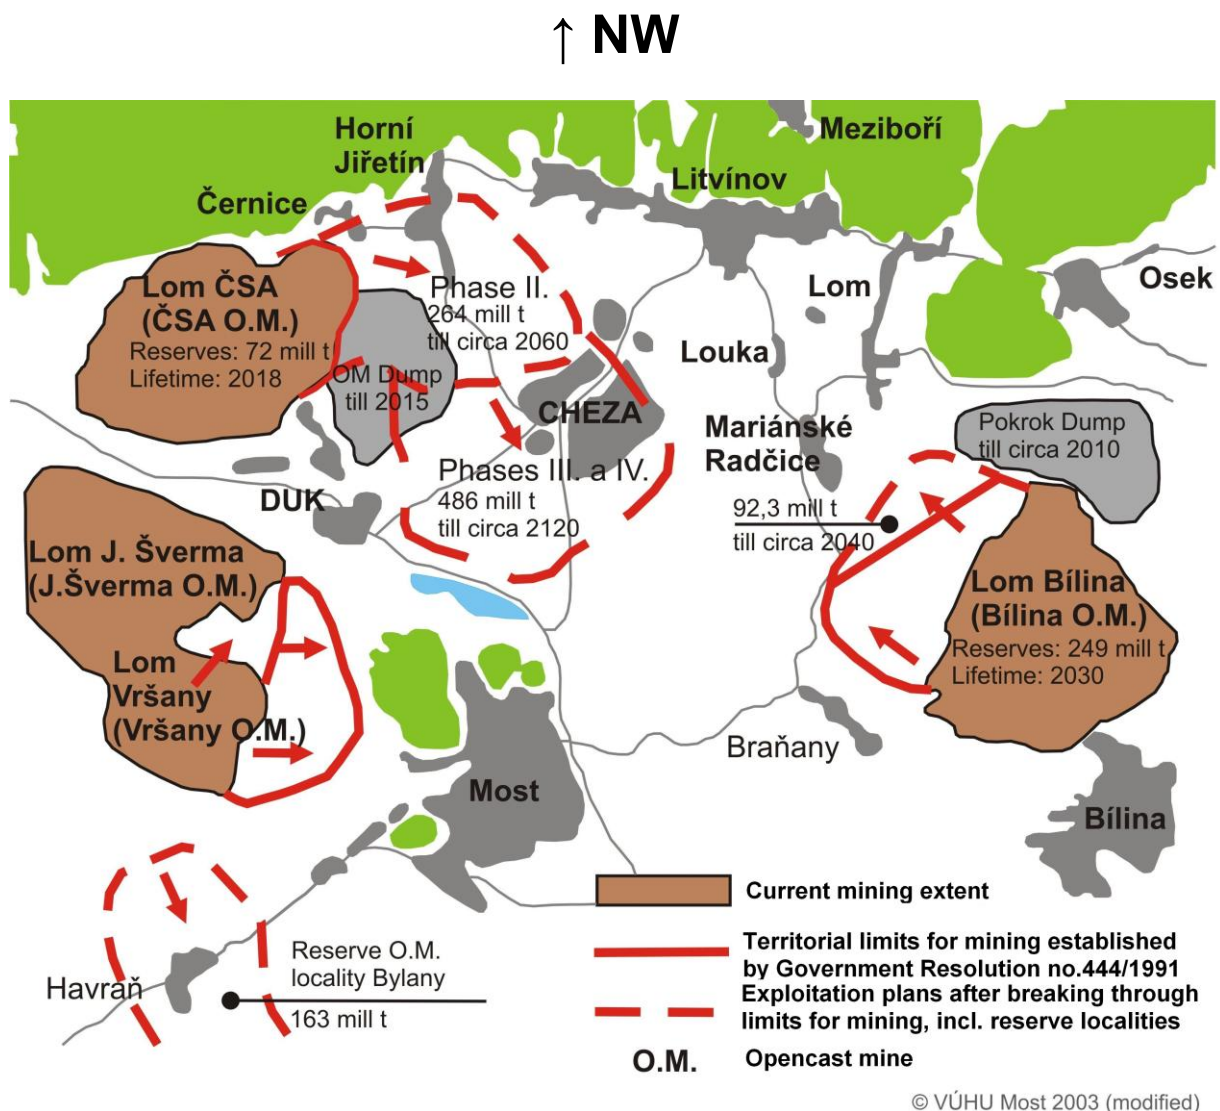 ↑ NW
Horní
Jiřetín
Meziboří
Litvínov
Černice
Lom ČSA
(ČSA O.M.)
Reserves: 72 mill t
Lifetime: 2018
Phase II.
264 mill t
till circa 2060
Lom
Osek
Louka
OM Dump
till 2015
CHEZA
Mariánské
Radčice
Pokrok Dump
till circa 2010
Phases III. a IV.
486 mill t
till circa 2120
DUK
92,3 mill t
till circa 2040
Lom J. Šverma
(J.Šverma O.M.)
Lom Bílina
(Bílina O.M.)
Reserves: 249 mill t
Lifetime: 2030
Lom
Vršany
(Vršany O.M.)
Braňany
Most
Bílina
Current mining extent
Territorial limits for mining established
by Government Resolution no.444/1991
Exploitation plans after breaking through
limits for mining, incl. reserve localities
O.M. Opencast mine
Reserve O.M.
locality Bylany
163 mill t
Havraň
© VÚHU Most 2003 (modified)